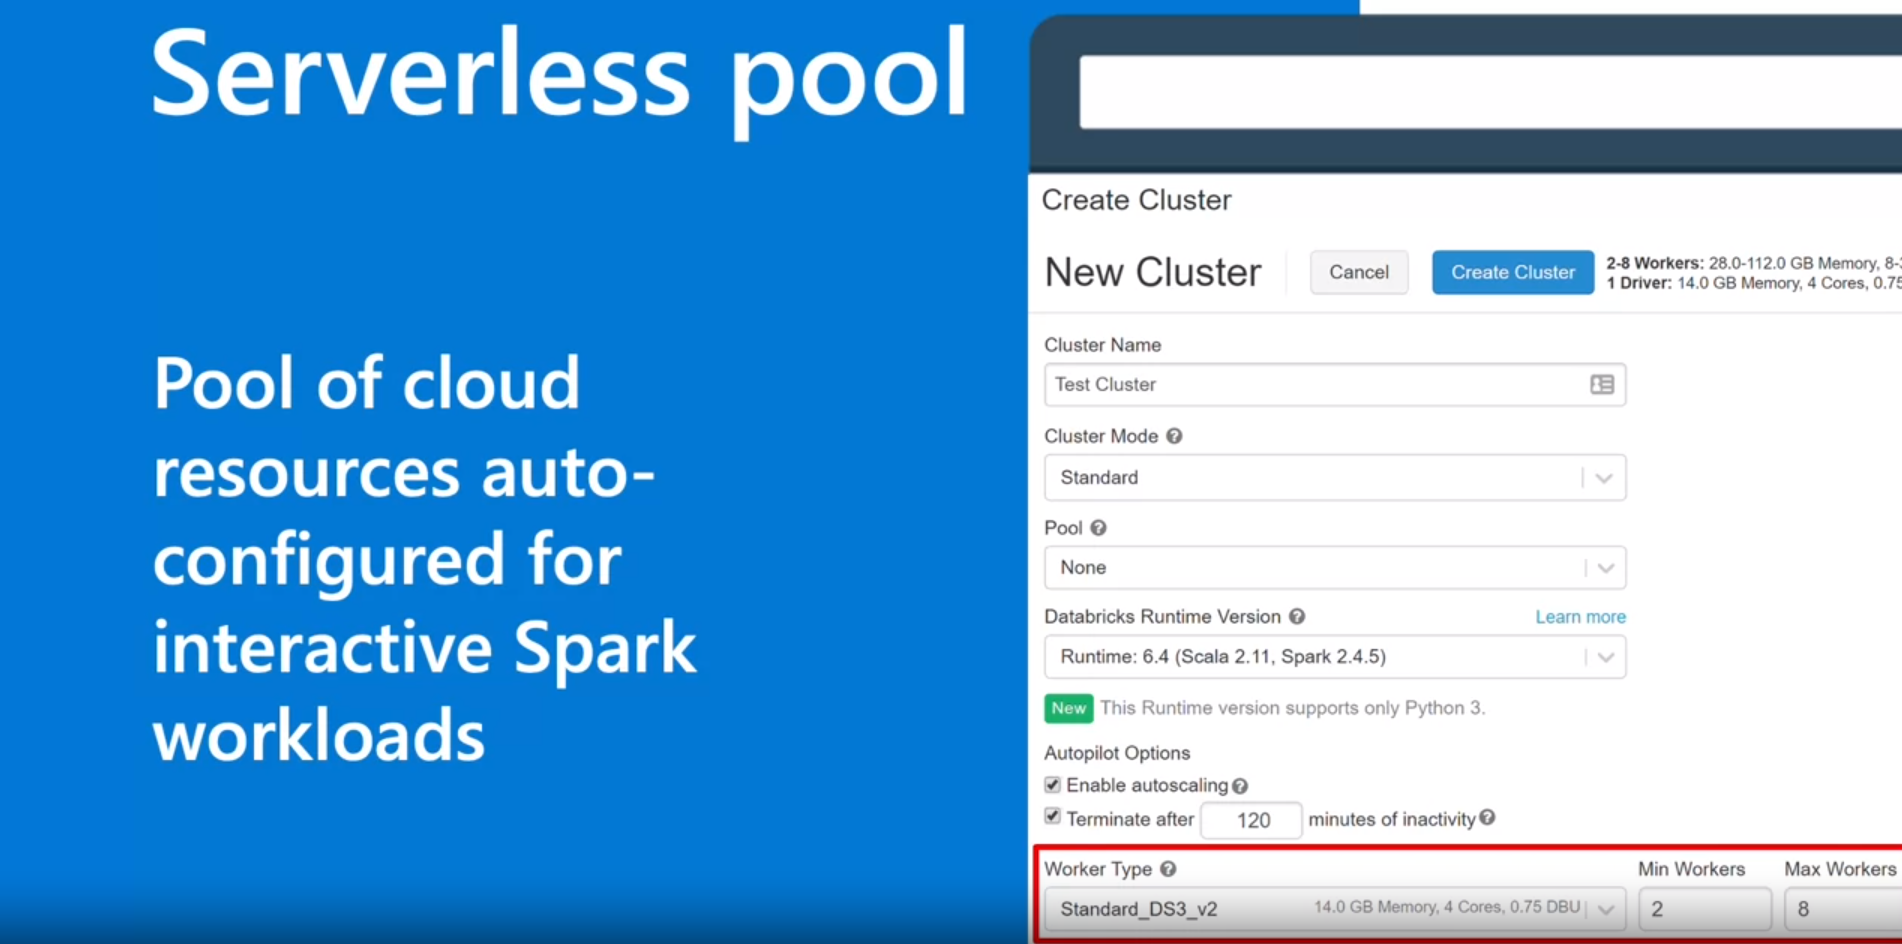 Serverless pool
Pool of cloud
resources auto-
configured for
interactive Spark
workloads
Create Cluster
New Cluster
Cancel
Create Cluster
2-8 Workers: 28.0-112.0 GB Memory, 8-
1 Driver: 14.0 GB Memory, 4 Cores, 0.75
Cluster Name
Test Cluster
Cluster Mode ?
Standard
Pool ?
None
Databricks Runtime Version ? Learn more
Runtime: 6.4 (Scala 2.11, Spark 2.4.5)
New This Runtime version supports only Python 3.
Autopilot Options
Enable autoscaling ?
Terminate after 120 minutes of inactivity ?
Worker Type ? Min Workers Max Workers
Standard_DS3_v2 14.0 GB Memory, 4 Cores, 0.75 DBU 2 8